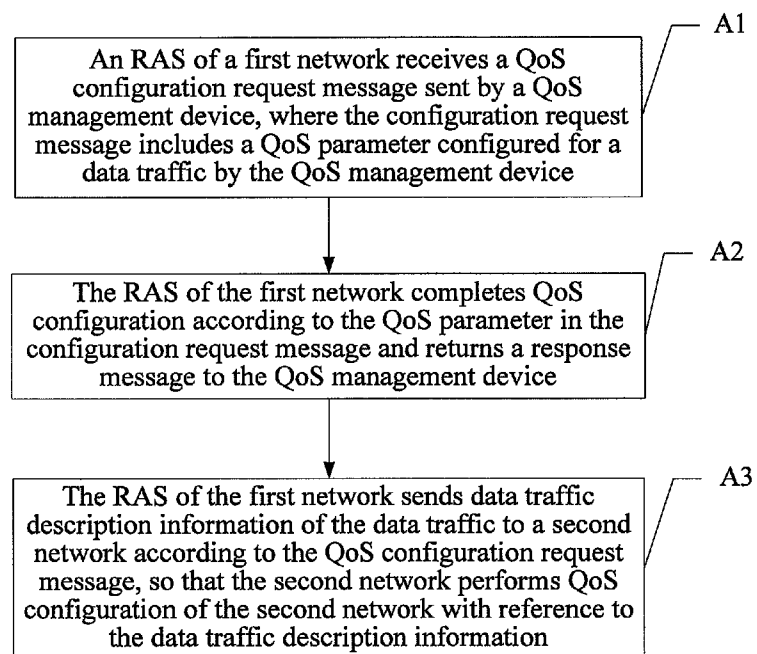 A1
An RAS of a first network receives a QoS
configuration request message sent by a QoS
management device, where the configuration request
message includes a QoS parameter configured for a
data traffic by the QoS management device
A2
The RAS of the first network completes QoS
configuration according to the QoS parameter in the
configuration request message and returns a response
message to the QoS management device
A3
The RAS of the first network sends data traffic
description information of the data traffic to a second
network according to the QoS configuration request
message, so that the second network performs QoS
configuration of the second network with reference to
the data traffic description information